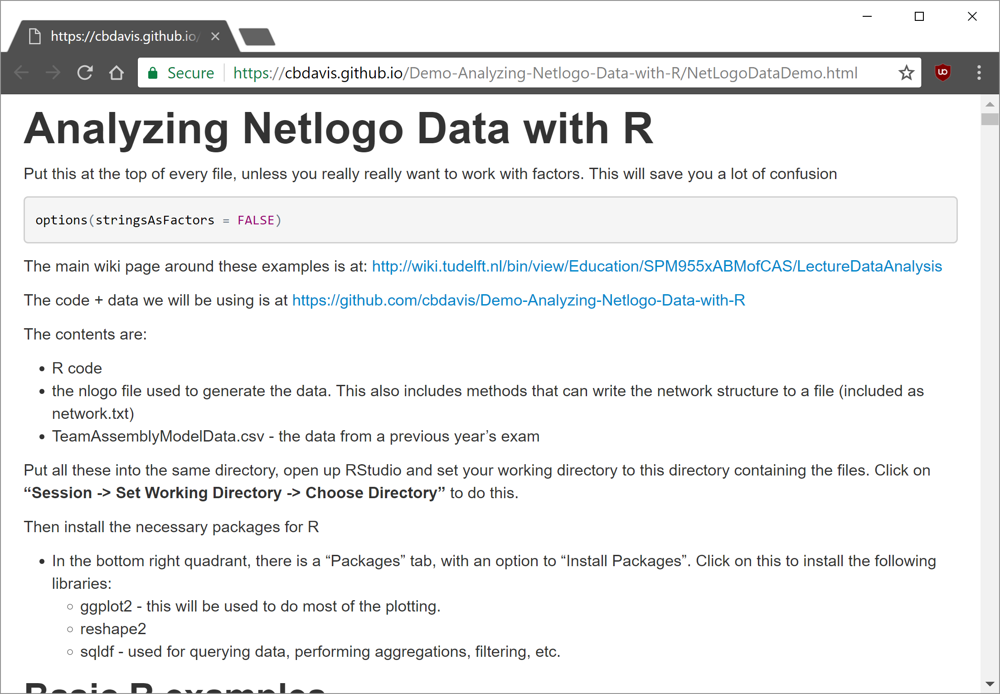 https://cbdavis.github.io/
Secure
https://cbdavis.github.io/Demo-Analyzing-Netlogo-Data-with-R/NetLogoDataDemo.html
Analyzing Netlogo Data with R
Put this at the top of every file, unless you really really want to work with factors. This will save you a lot of confusion
options(stringsAsFactors = FALSE)
The main wiki page around these examples is at: http://wiki.tudelft.nl/bin/view/Education/SPM955xABMofCAS/LectureDataAnalysis
The code + data we will be using is at https://github.com/cbdavis/Demo-Analyzing-Netlogo-Data-with-R
The contents are:
• R code
• the nlogo file used to generate the data. This also includes methods that can write the network structure to a file (included as
network.txt)
• TeamAssemblyModelData.csv - the data from a previous year’s exam
Put all these into the same directory, open up RStudio and set your working directory to this directory containing the files. Click on
“Session -> Set Working Directory -> Choose Directory” to do this.
Then install the necessary packages for R
• In the bottom right quadrant, there is a “Packages” tab, with an option to “Install Packages”. Click on this to install the following
libraries:
◦ ggplot2 - this will be used to do most of the plotting.
◦ reshape2
◦ sqldf - used for querying data, performing aggregations, filtering, etc.
Basic R examples